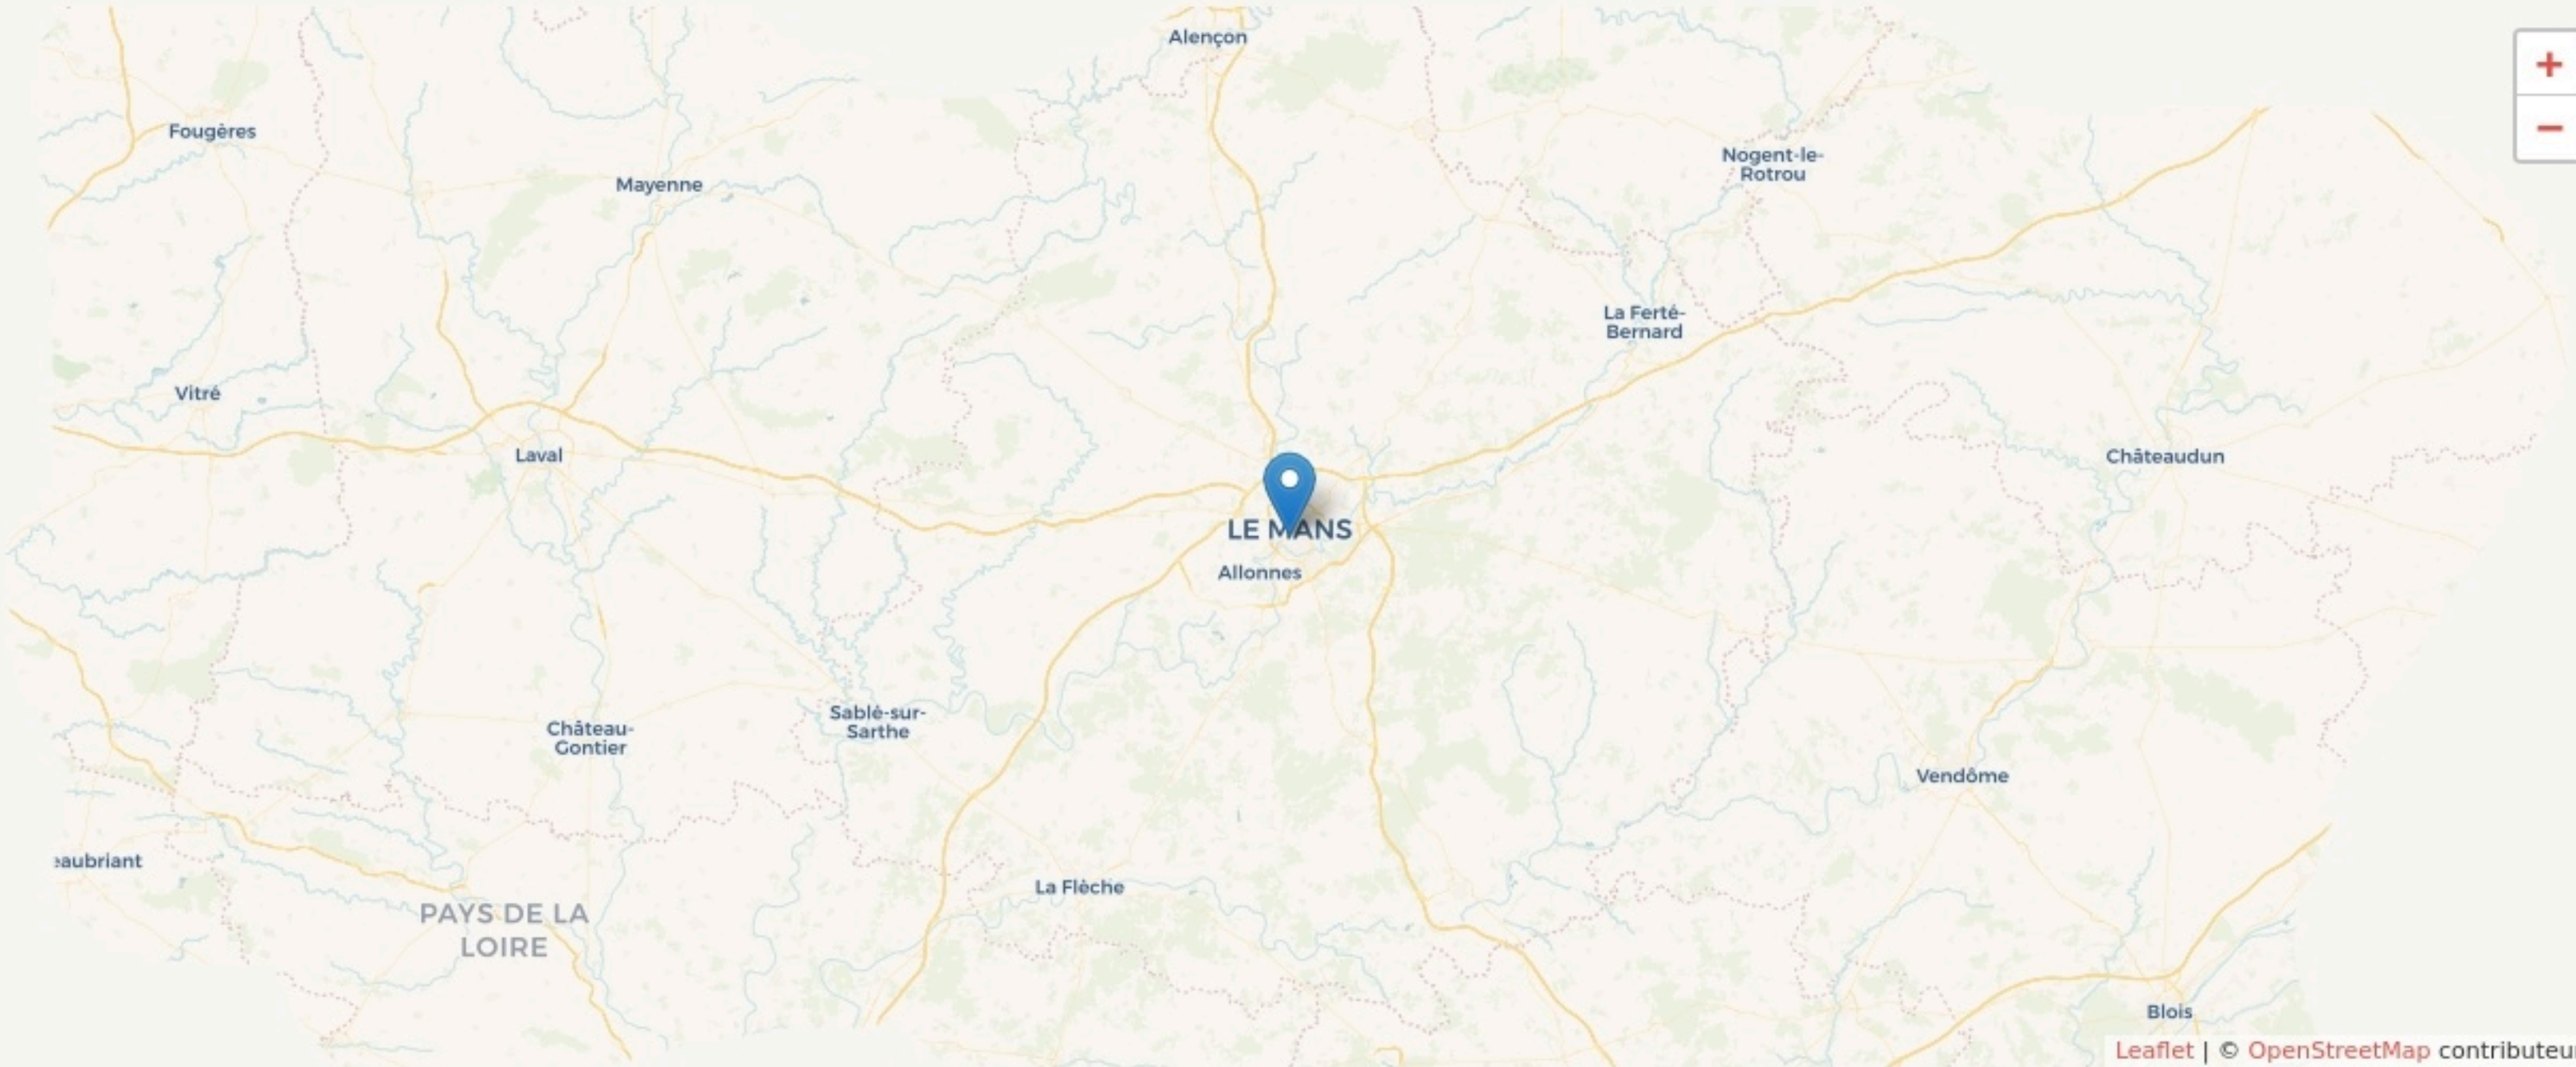 Alençon
+
−
Fougères
Nogent-le-
Rotrou
Mayenne
La Ferté-
Bernard
Vitré
Laval
Châteaudun
LE MANS
Allonnes
Sablé-sur-
Sarthe
Château-
Gontier
Vendôme
eaubriant
La Flèche
PAYS DE LA
LOIRE
Blois
Leaflet | © OpenStreetMap contributeu